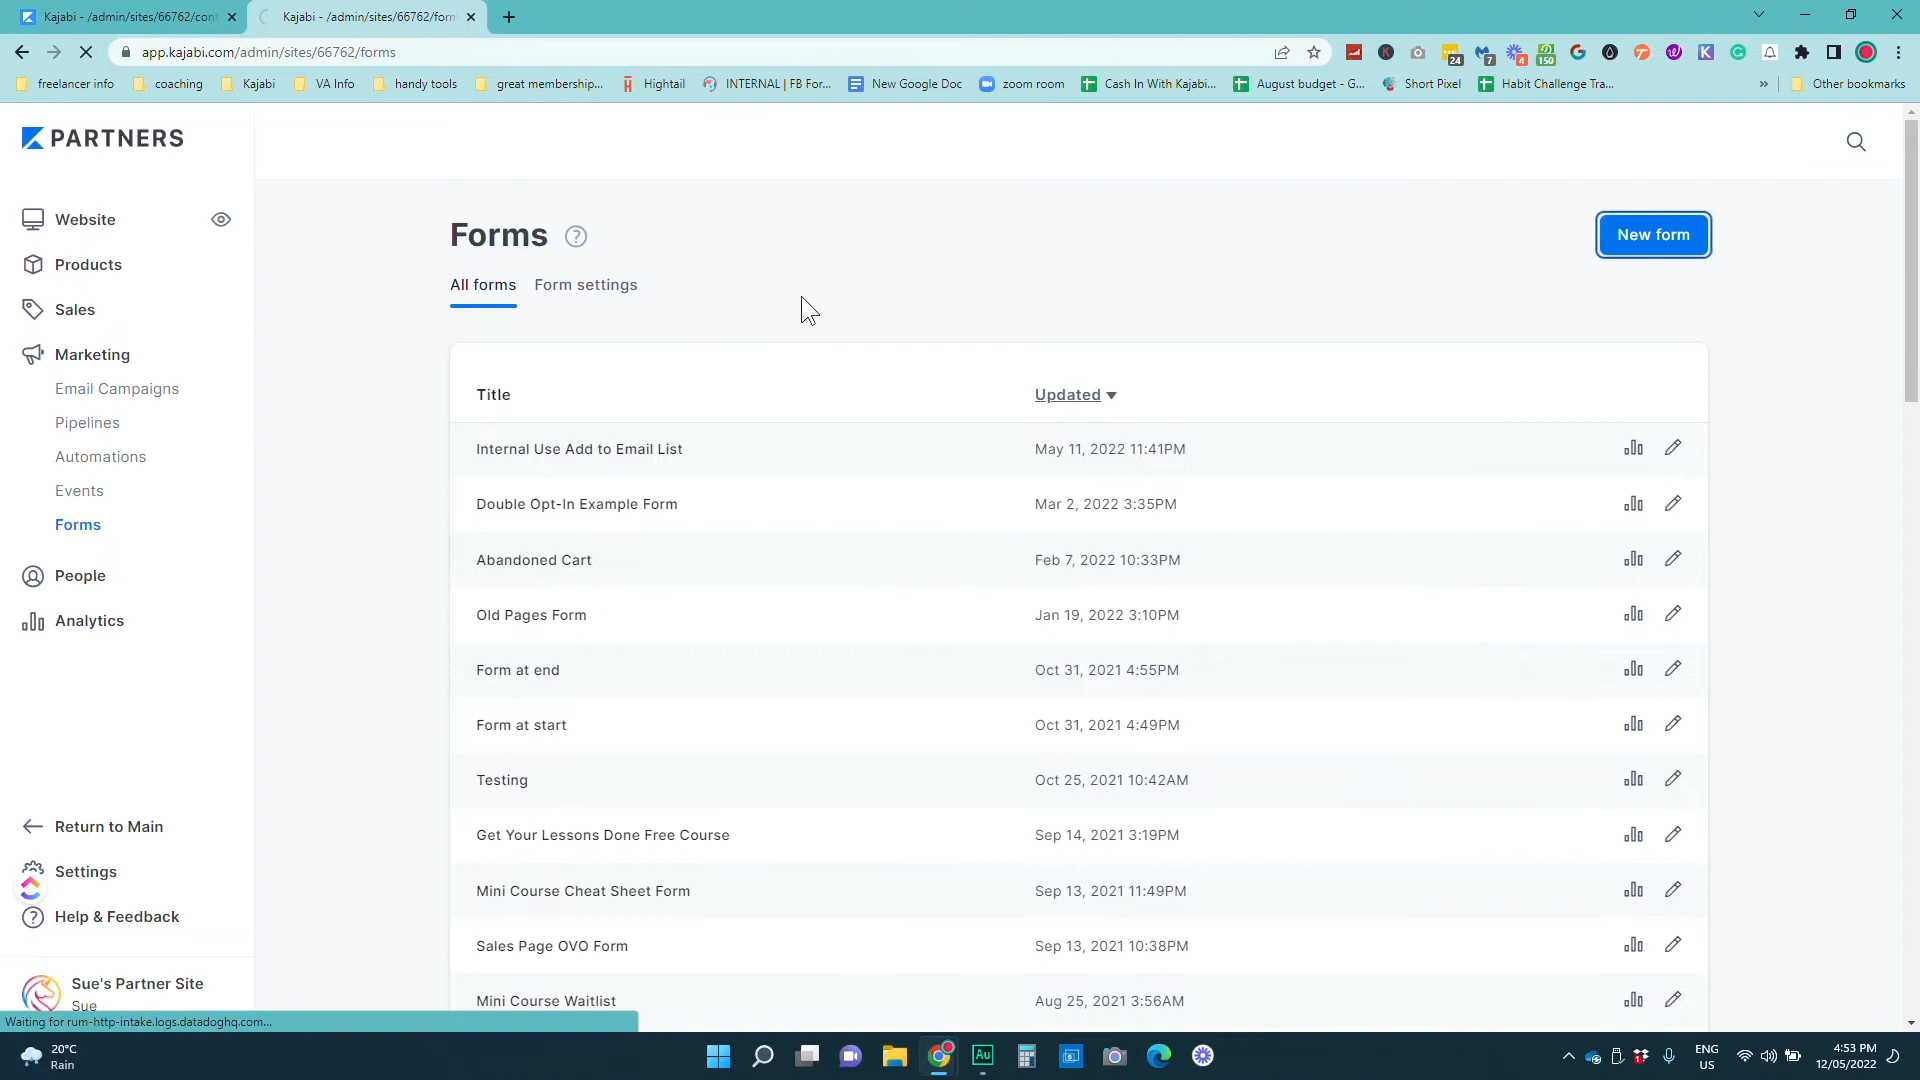 Kajabi - /admin/sites/66762/cont
Kajabi - /admin/sites/66762/form
app.kajabi.com/admin/sites/66762/forms
24
7
4
150
freelancer info
coaching
Kajabi
VA Info
handy tools
great membership...
Hightail
INTERNAL | FB For...
New Google Doc
zoom room
Cash In With Kajabi...
August budget - G...
Short Pixel
Habit Challenge Tra...
»
Other bookmarks
PARTNERS
Website
Products
Sales
Marketing
Email Campaigns
Pipelines
Automations
Events
Forms
People
Analytics
Return to Main
Settings
Help & Feedback
Sue's Partner Site
Sue
Forms
New form
All forms
Form settings
Title
Updated
Internal Use Add to Email List
May 11, 2022 11:41PM
Double Opt-In Example Form
Mar 2, 2022 3:35PM
Abandoned Cart
Feb 7, 2022 10:33PM
Old Pages Form
Jan 19, 2022 3:10PM
Form at end
Oct 31, 2021 4:55PM
Form at start
Oct 31, 2021 4:49PM
Testing
Oct 25, 2021 10:42AM
Get Your Lessons Done Free Course
Sep 14, 2021 3:19PM
Mini Course Cheat Sheet Form
Sep 13, 2021 11:49PM
Sales Page OVO Form
Sep 13, 2021 10:38PM
Mini Course Waitlist
Aug 25, 2021 3:56AM
Waiting for rum-http-intake.logs.datadoghq.com...
20°C
Rain
Au
ENG
US
4:53 PM
12/05/2022